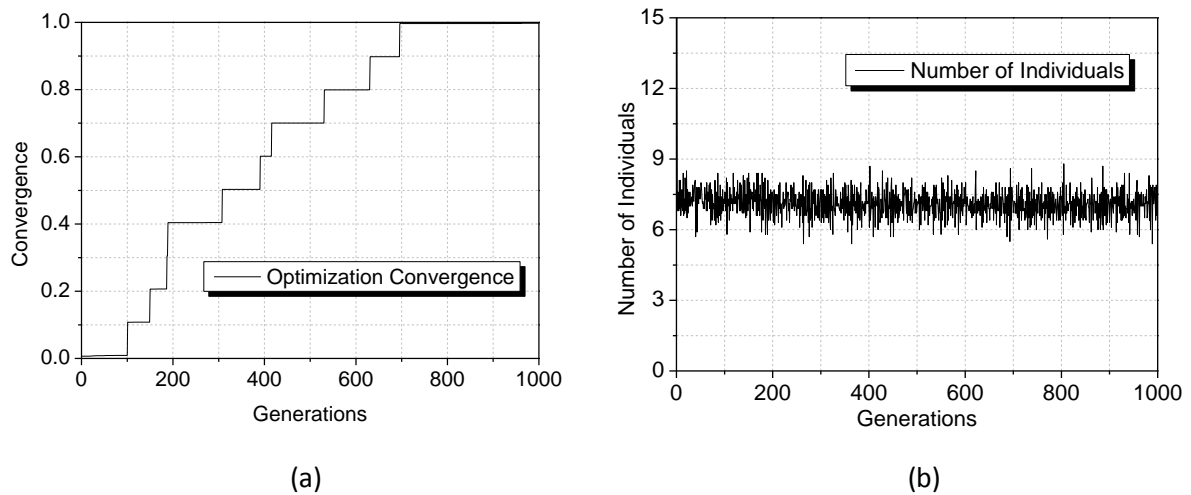 1.0
0.8
0.6
0.4
0.2
0.0
Convergence
Optimization Convergence
0 200 400 600 800 1000
Generations
(a)
15
12
9
6
3
0
Number of Individuals
Number of Individuals
0 200 400 600 800 1000
Generations
(b)